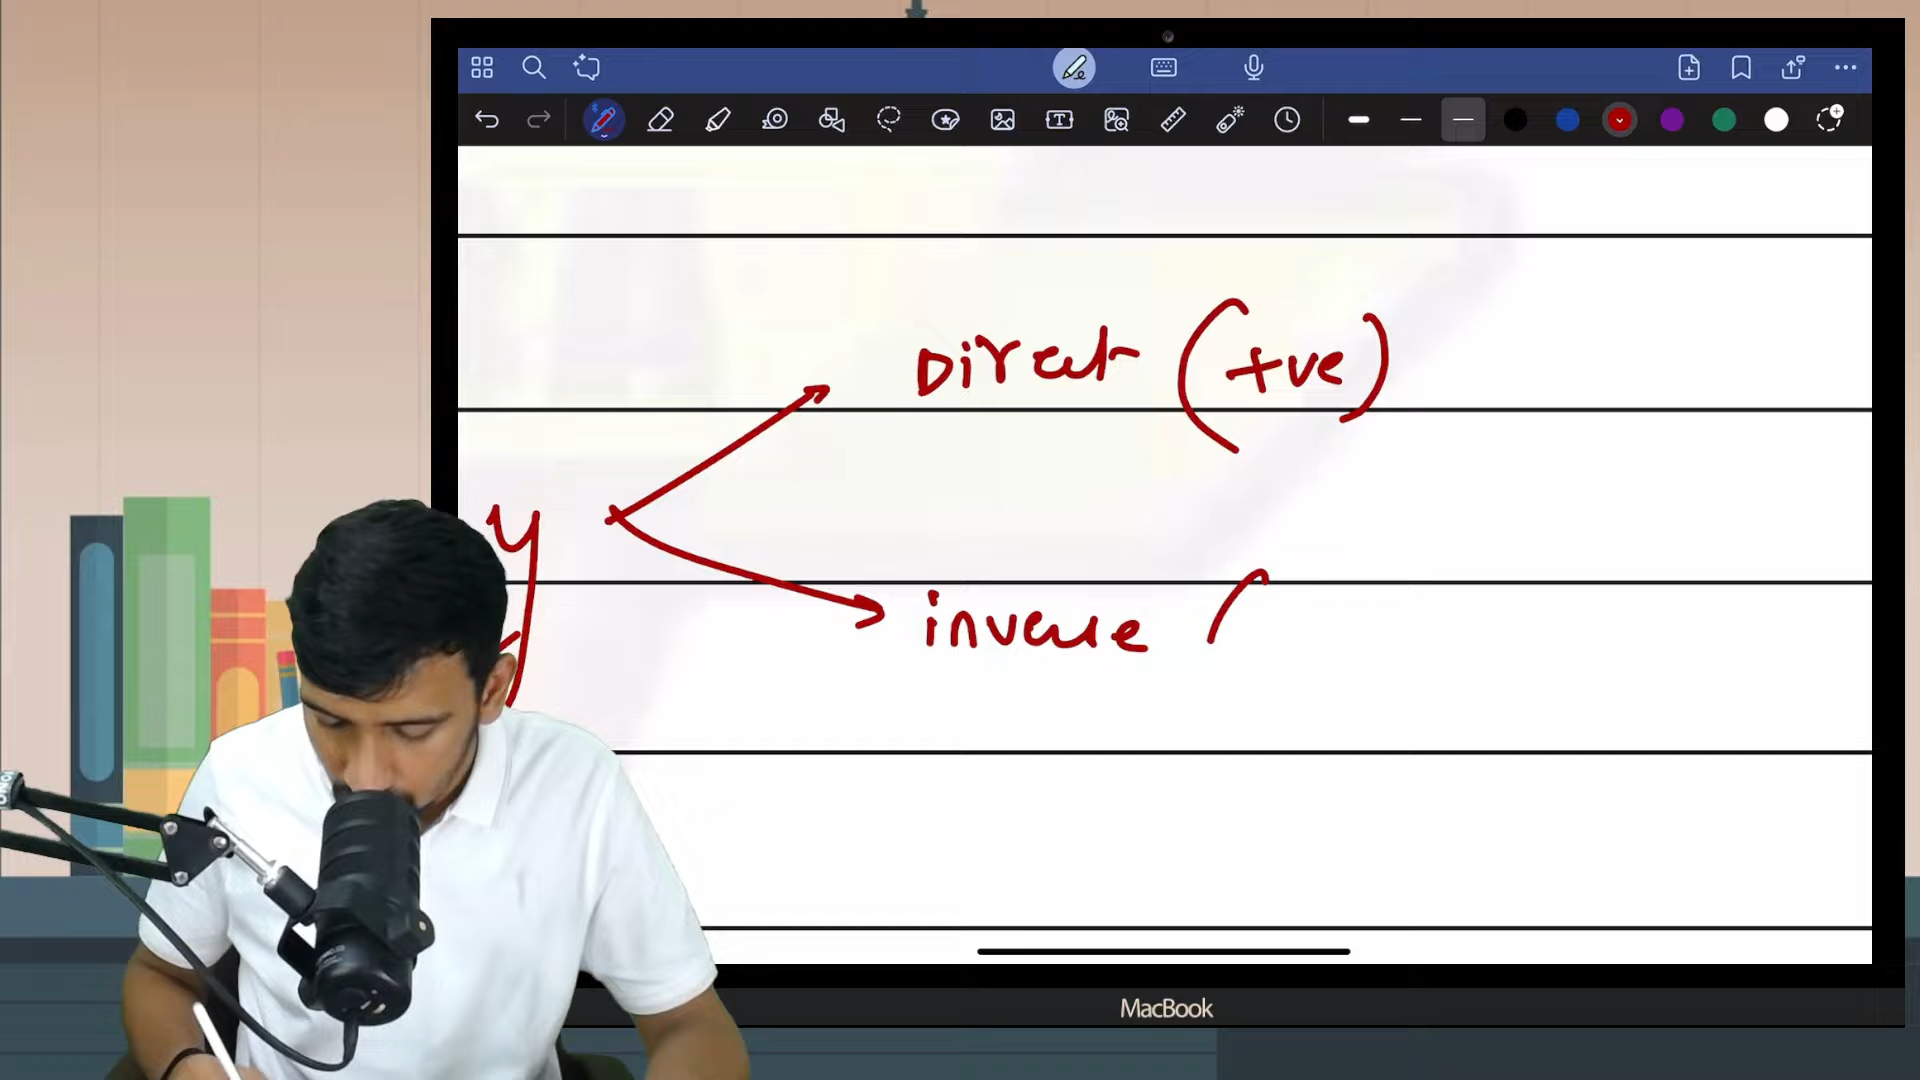 Direct (+ve)
y
inverse (
MacBook